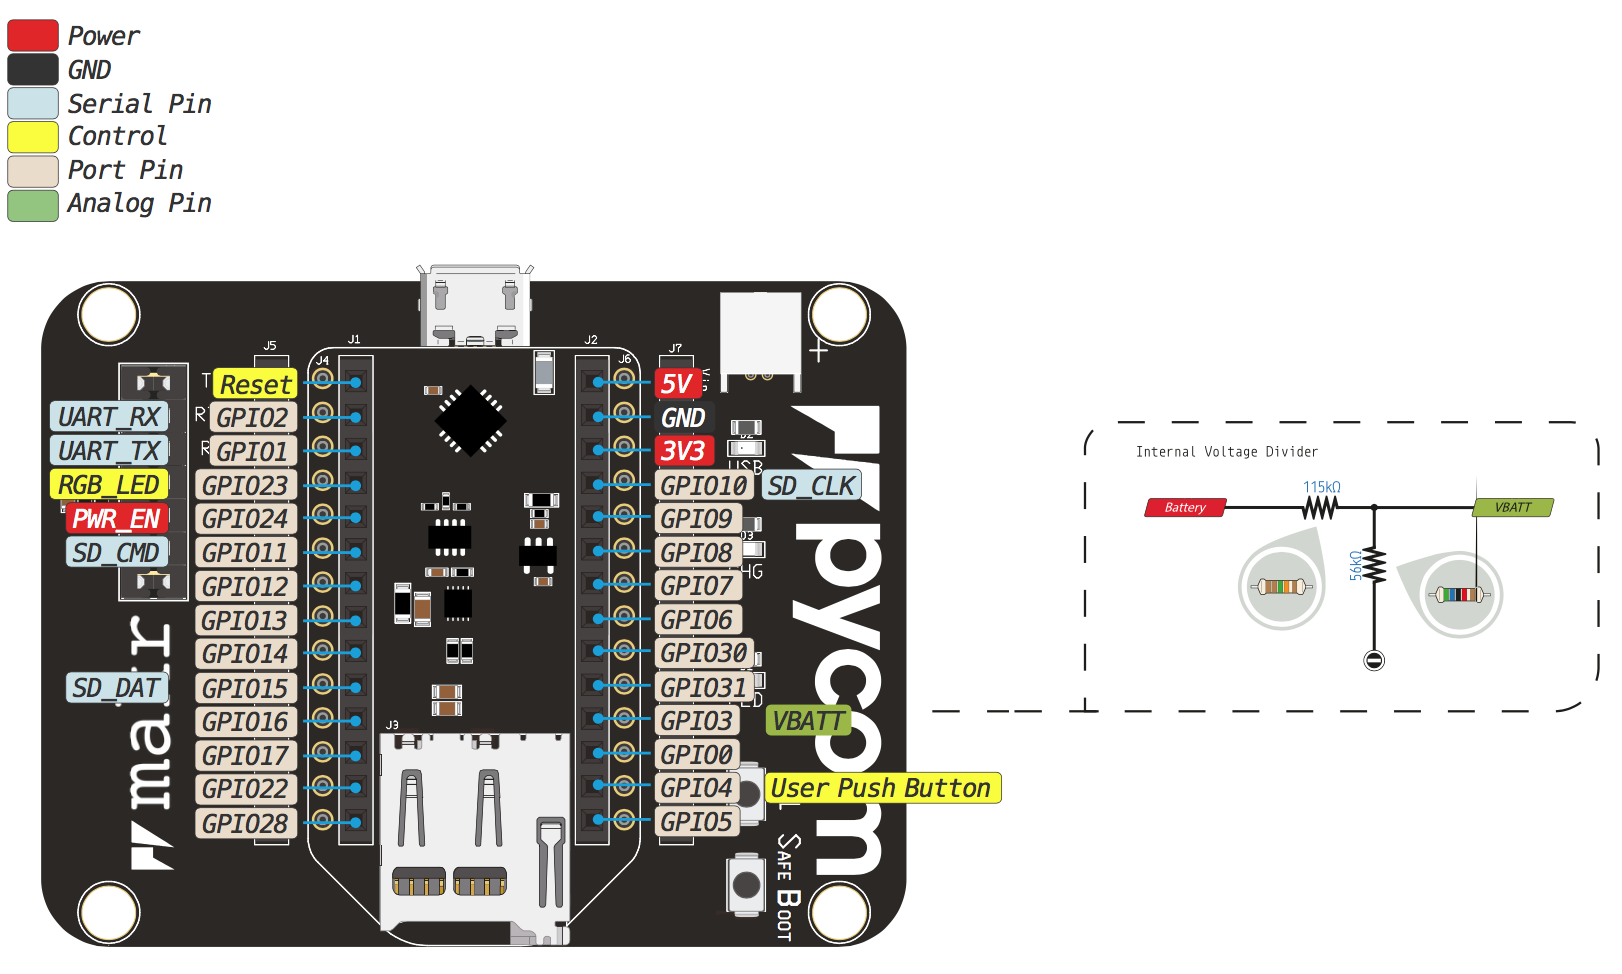 Power
GND
Serial Pin
Control
Port Pin
Analog Pin
J5
J1
J2
J7
J4
J6
+
Reset
5V
UART_RX
GPIO2
GND
UART_TX
GPIO1
3V3
RGB_LED
GPIO23
GPIO10
SD_CLK
PWR_EN
GPIO24
GPIO9
SD_CMD
GPIO11
GPIO8
GPIO12
GPIO7
GPIO13
GPIO6
GPIO14
GPIO30
SD_DAT
GPIO15
GPIO31
GPIO16
GPIO3
VBATT
J3
GPIO17
GPIO0
GPIO22
GPIO4
User Push Button
GPIO28
GPIO5
pycom
SAFE BOOT
Internal Voltage Divider
115kΩ
Battery
VBATT
56kΩ